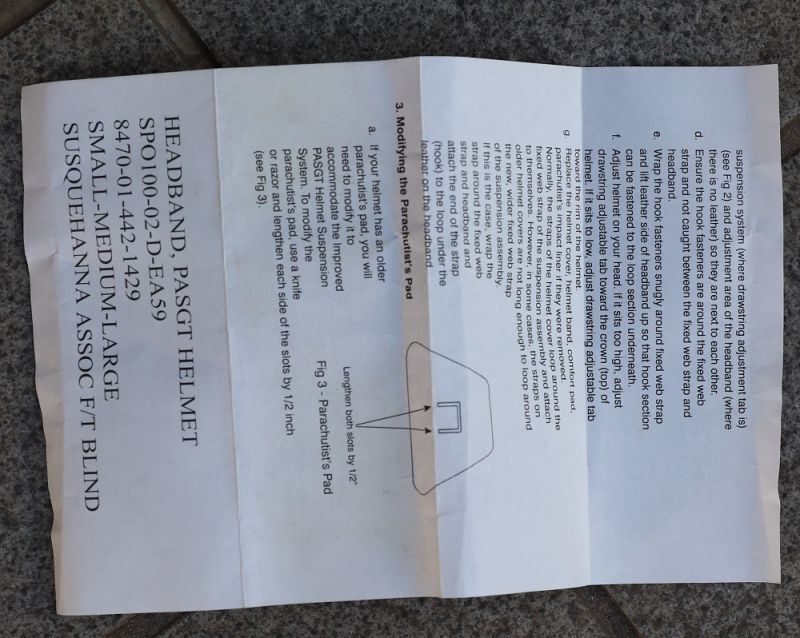 suspension system (where drawstring adjustment tab is)
(see Fig 2) and adjustment area of the headband (where
there is no leather) so they are next to each other.
d. Ensure the hook fasteners are around the fixed web
strap and not caught between the fixed web strap and
headband.
e. Wrap the hook fasteners snugly around fixed web strap
and lift leather side of headband up so that hook section
can be fastened to the loop section underneath.
f. Adjust helmet on your head. If it sits too high, adjust
drawstring/adjustable tab toward the crown (top) of
helmet. If it sits to low, adjust drawstring adjustable tab
toward the rim of the helmet.
g. Replace the helmet cover, helmet band, comfort pad,
parachutist's impact liner if they were removed.
Normally, the straps of the helmet cover loop around the
fixed web strap of the suspension assembly and attach
to themselves. However, in some cases, the straps on
older helmet covers are not long enough to loop around
the new, wider fixed web strap
of the suspension assembly.
If this is the case, wrap the
strap around the fixed web
strap and headband and
attach the end of the strap
(hook) to the loop under the
leather on the headband.
3. Modifying the Parachutist's Pad
a. If your helmet has an older
parachutist's pad, you will
need to modify it to
accommodate the improved
PASGT Helmet Suspension
System. To modify the
parachutist's pad, use a knife
or razor and lengthen each side of the slots by 1/2 inch
(see Fig 3).
Lengthen both slots by 1/2"
Fig 3 - Parachutist's Pad
HEADBAND, PASGT HELMET
SPO100-02-D-EA59
8470-01-442-1429
SMALL-MEDIUM-LARGE
SUSQUEHANNA ASSOC F/T BLIND